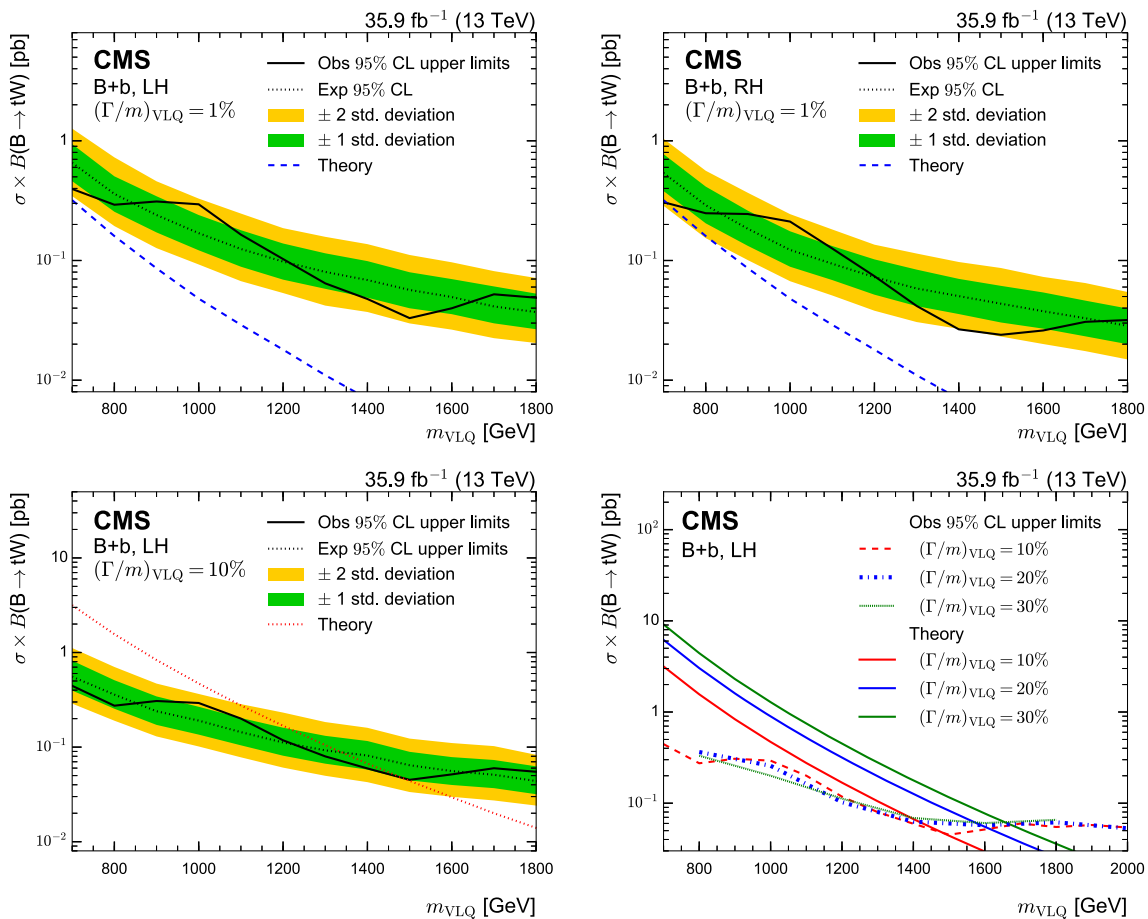 35.9 fb⁻¹ (13 TeV)
CMS
B+b, LH
(Γ/m)VLQ = 1%
Obs 95% CL upper limits
Exp 95% CL
± 2 std. deviation
± 1 std. deviation
Theory
σ × B(B → tW) [pb]
1
10⁻¹
10⁻²
800 1000 1200 1400 1600 1800
mVLQ [GeV]
35.9 fb⁻¹ (13 TeV)
CMS
B+b, RH
(Γ/m)VLQ = 1%
Obs 95% CL upper limits
Exp 95% CL
± 2 std. deviation
± 1 std. deviation
Theory
σ × B(B → tW) [pb]
1
10⁻¹
10⁻²
800 1000 1200 1400 1600 1800
mVLQ [GeV]
35.9 fb⁻¹ (13 TeV)
CMS
B+b, LH
(Γ/m)VLQ = 10%
Obs 95% CL upper limits
Exp 95% CL upper limits
± 2 std. deviation
± 1 std. deviation
Theory
σ × B(B → tW) [pb]
10
1
10⁻¹
10⁻²
800 1000 1200 1400 1600 1800
mVLQ [GeV]
35.9 fb⁻¹ (13 TeV)
CMS
B+b, LH
Obs 95% CL upper limits
(Γ/m)VLQ = 10%
(Γ/m)VLQ = 20%
(Γ/m)VLQ = 30%
Theory
(Γ/m)VLQ = 10%
(Γ/m)VLQ = 20%
(Γ/m)VLQ = 30%
σ × B(B → tW) [pb]
10²
10
1
10⁻¹
800 1000 1200 1400 1600 1800 2000
mVLQ [GeV]